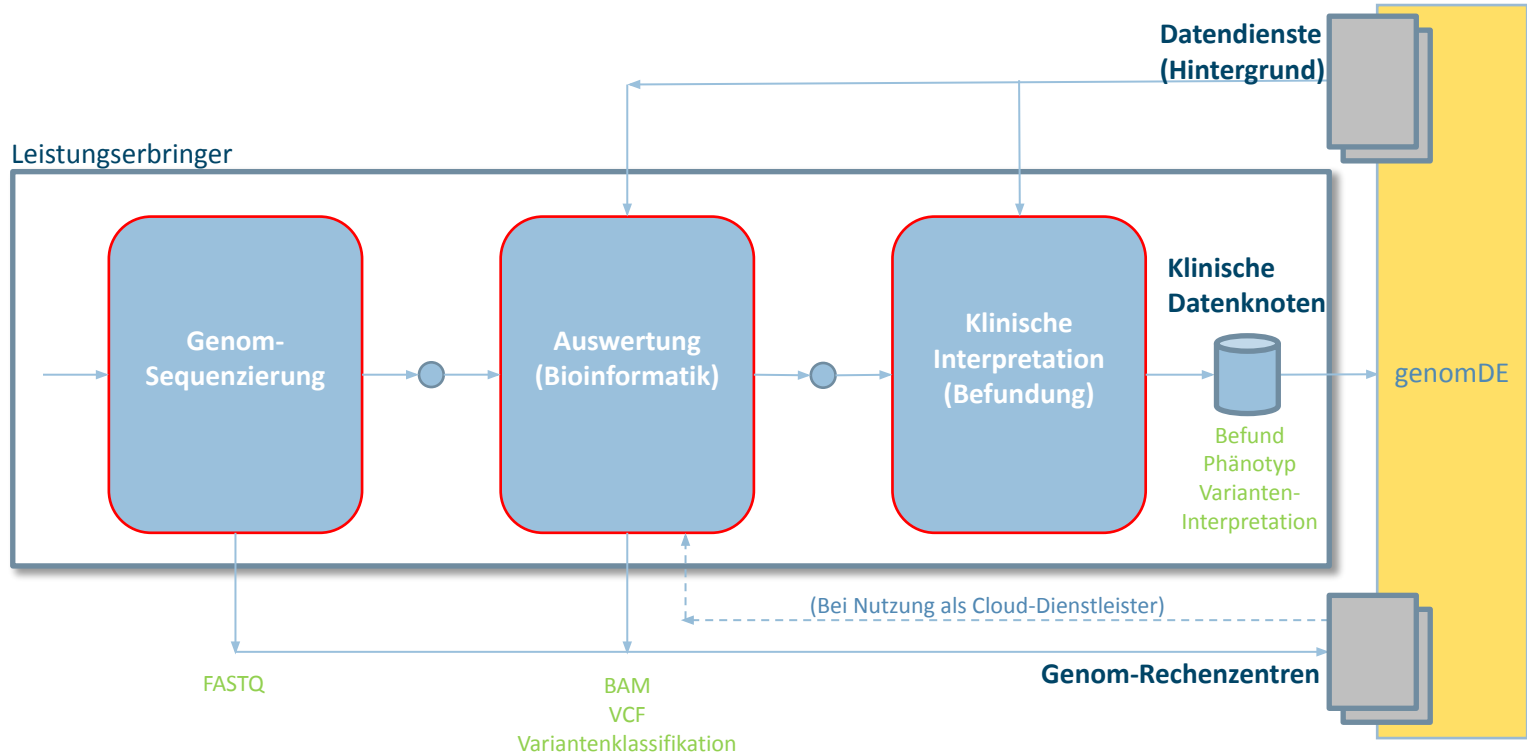 Datendienste
(Hintergrund)
Leistungserbringer
Genom-
Sequenzierung
Auswertung
(Bioinformatik)
Klinische
Interpretation
(Befundung)
Klinische
Datenknoten
Befund
Phänotyp
Varianten-
Interpretation
genomDE
(Bei Nutzung als Cloud-Dienstleister)
Genom-Rechenzentren
FASTQ
BAM
VCF
Variantenklassifikation